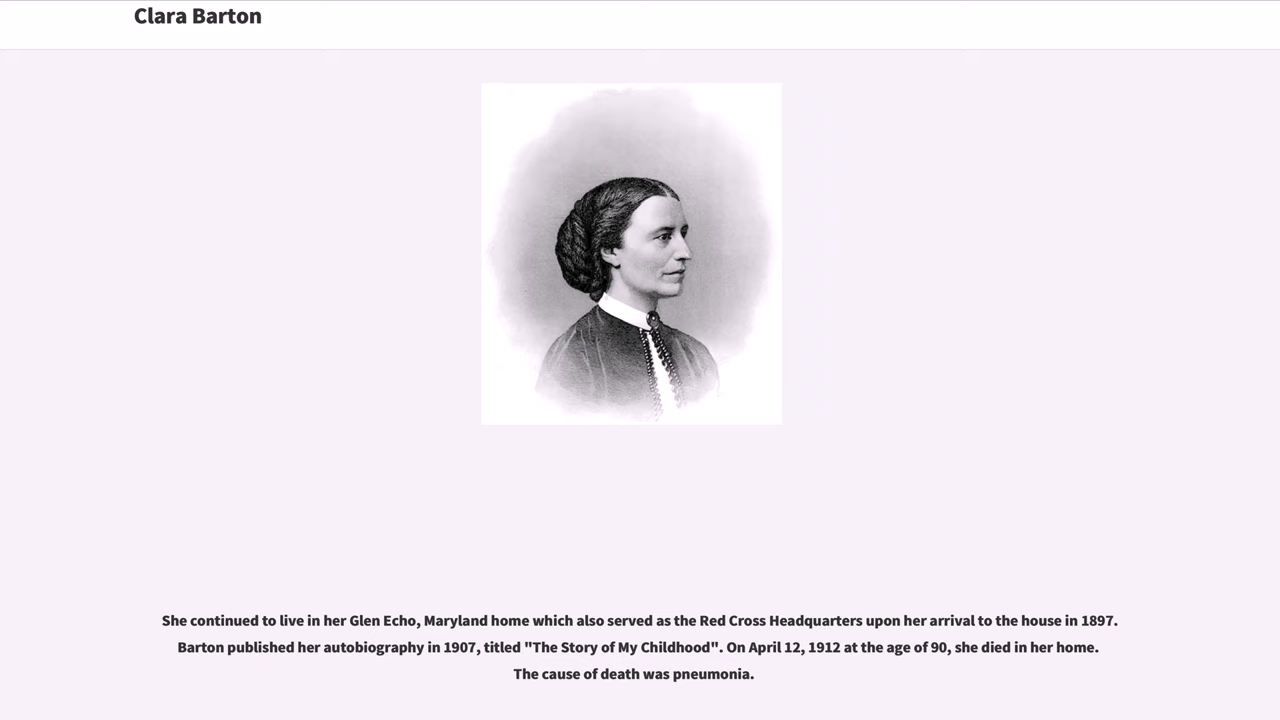 Clara Barton
She continued to live in her Glen Echo, Maryland home which also served as the Red Cross Headquarters upon her arrival to the house in 1897.
Barton published her autobiography in 1907, titled "The Story of My Childhood". On April 12, 1912 at the age of 90, she died in her home.
The cause of death was pneumonia.